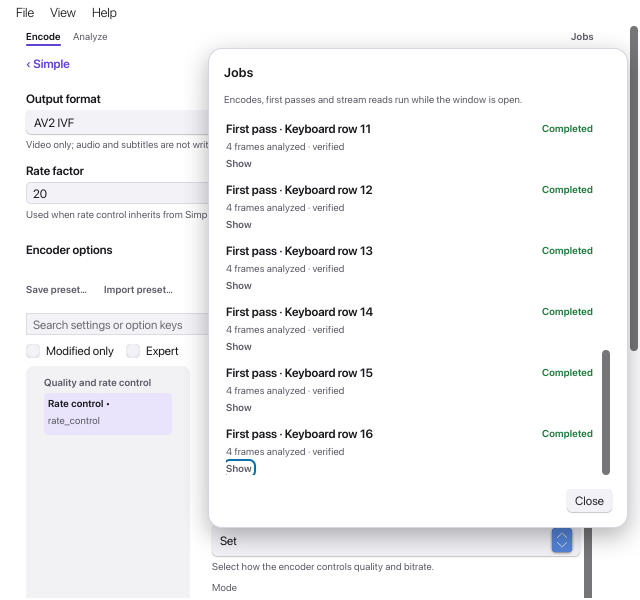 File View Help
Encode Analyze Jobs
‹ Simple
Output format
AV2 IVF
Video only; audio and subtitles are not writ
Rate factor
20
Used when rate control inherits from Simp
Encoder options
Save preset... Import preset...
Search settings or option keys
Modified only Expert
Quality and rate control
Rate control •
rate_control
Jobs
Encodes, first passes and stream reads run while the window is open.
First pass · Keyboard row 11 Completed
4 frames analyzed · verified
Show
First pass · Keyboard row 12 Completed
4 frames analyzed · verified
Show
First pass · Keyboard row 13 Completed
4 frames analyzed · verified
Show
First pass · Keyboard row 14 Completed
4 frames analyzed · verified
Show
First pass · Keyboard row 15 Completed
4 frames analyzed · verified
Show
First pass · Keyboard row 16 Completed
4 frames analyzed · verified
Show
Close
Set
Select how the encoder controls quality and bitrate.
Mode